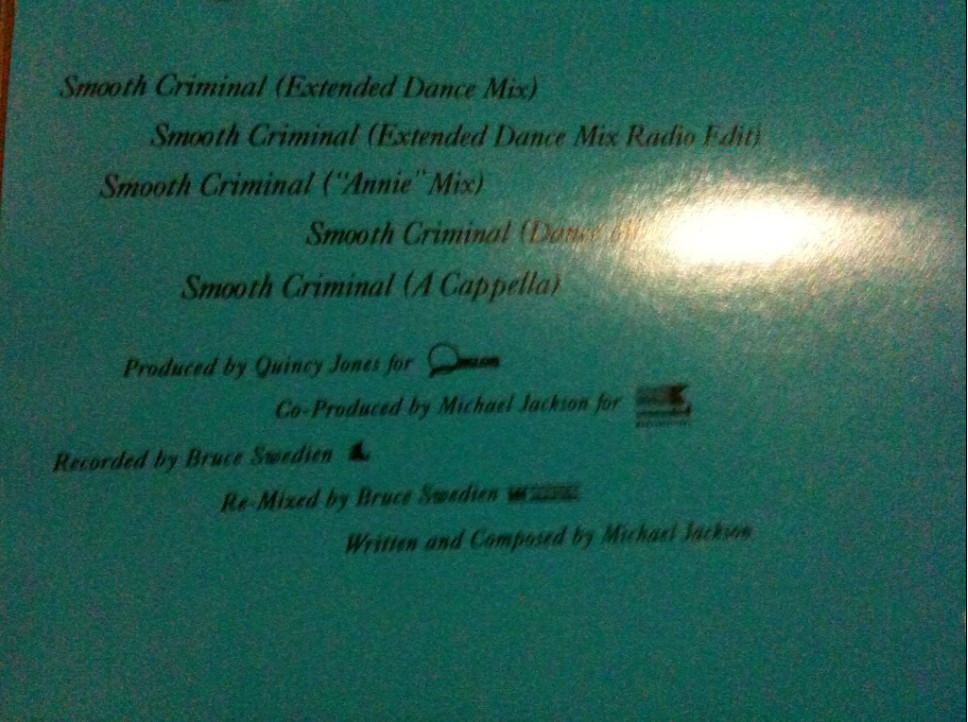 Smooth Criminal (Extended Dance Mix)
Smooth Criminal (Extended Dance Mix Radio Edit)
Smooth Criminal ("Annie" Mix)
Smooth Criminal (Dance
Smooth Criminal (A Cappella)
Produced by Quincy Jones for
Co-Produced by Michael Jackson for
Recorded by Bruce Swedien
Re-Mixed by Bruce Swedien
Written and Composed by Michael Jackson